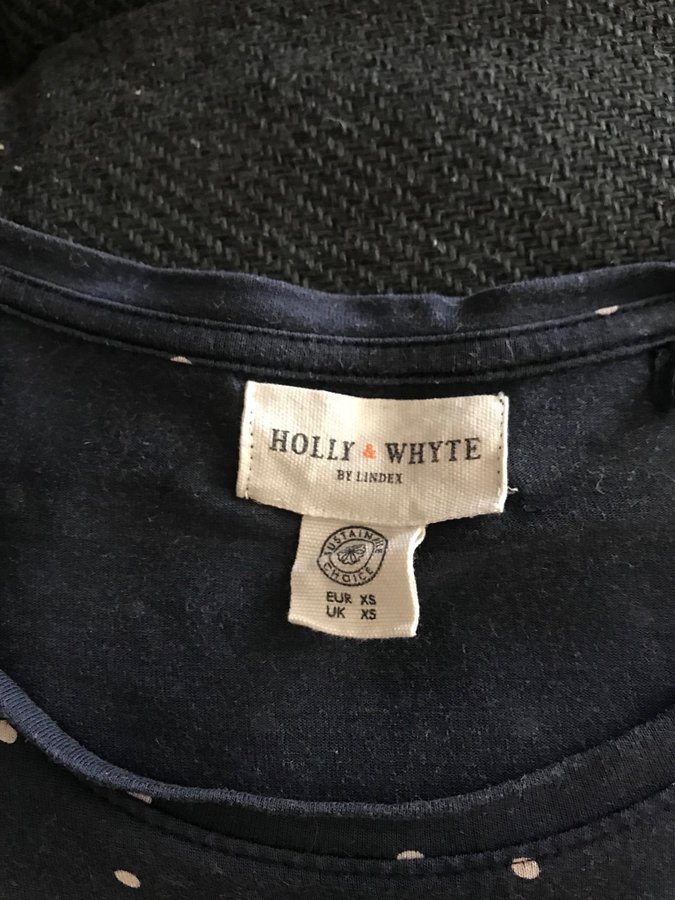 HOLLY & WHYTE
BY LINDEX
SUSTAINABLE
CHOICE
EUR XS
UK XS